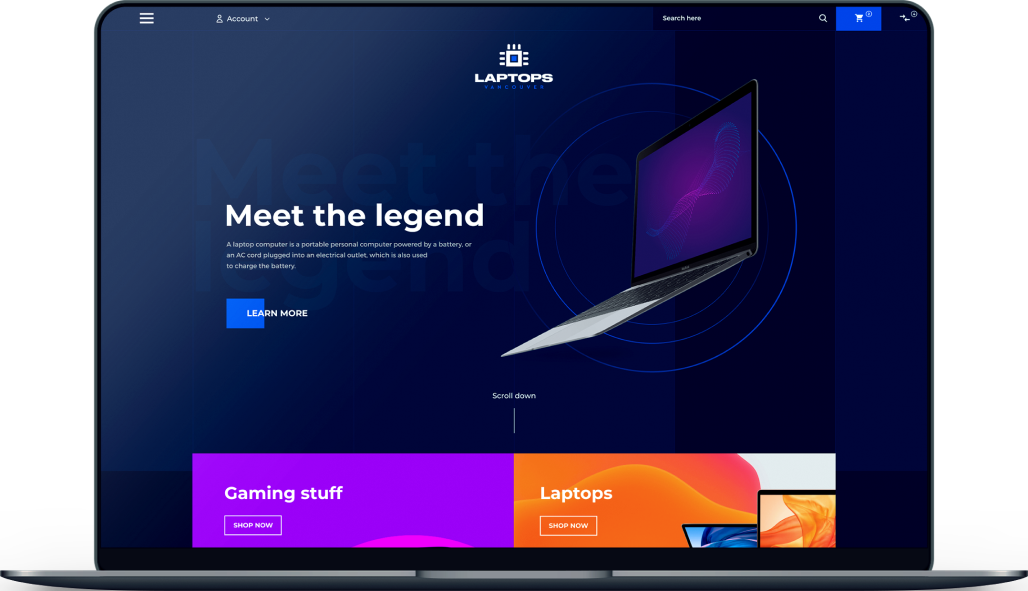 Account
Search here
0
0
LAPTOPS
VANCOUVER
Meet the
legend
Meet the legend
A laptop computer is a portable personal computer powered by a battery, or
an AC cord plugged into an electrical outlet, which is also used
to charge the battery.
LEARN MORE
Scroll down
Gaming stuff
SHOP NOW
Laptops
SHOP NOW